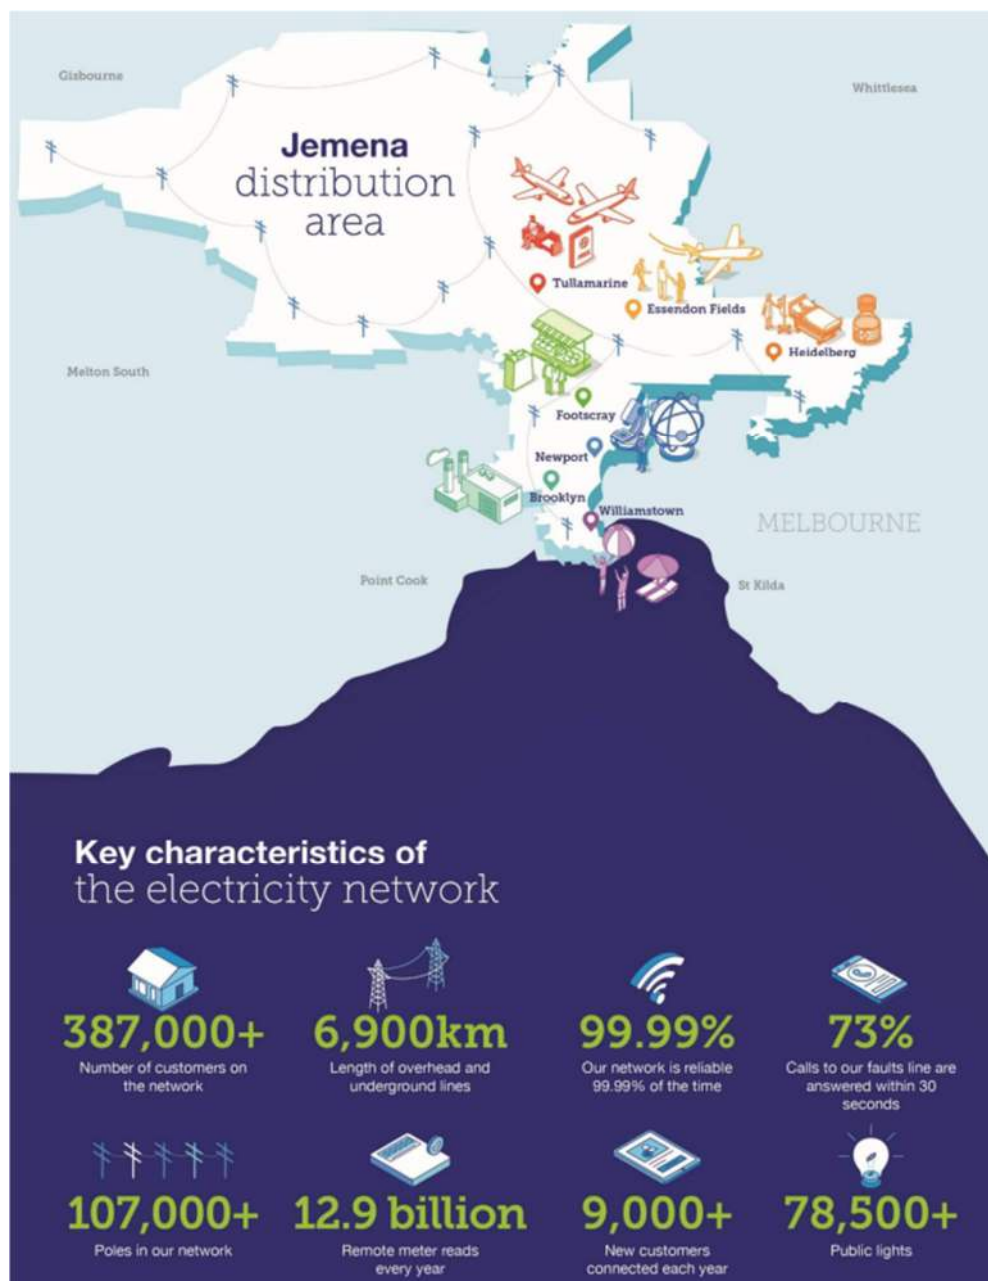 Gisbourne
Whittlesea
Jemena
distribution
area
Tullamarine
Essendon Fields
Heidelberg
Melton South
Footscray
Newport
Brooklyn
Williamstown
MELBOURNE
Point Cook
St Kilda
Key characteristics of
the electricity network
387,000+
Number of customers on
the network
6,900km
Length of overhead and
underground lines
99.99%
Our network is reliable
99.99% of the time
73%
Calls to our faults line are
answered within 30
seconds
107,000+
Poles in our network
12.9 billion
Remote meter reads
every year
9,000+
New customers
connected each year
78,500+
Public lights